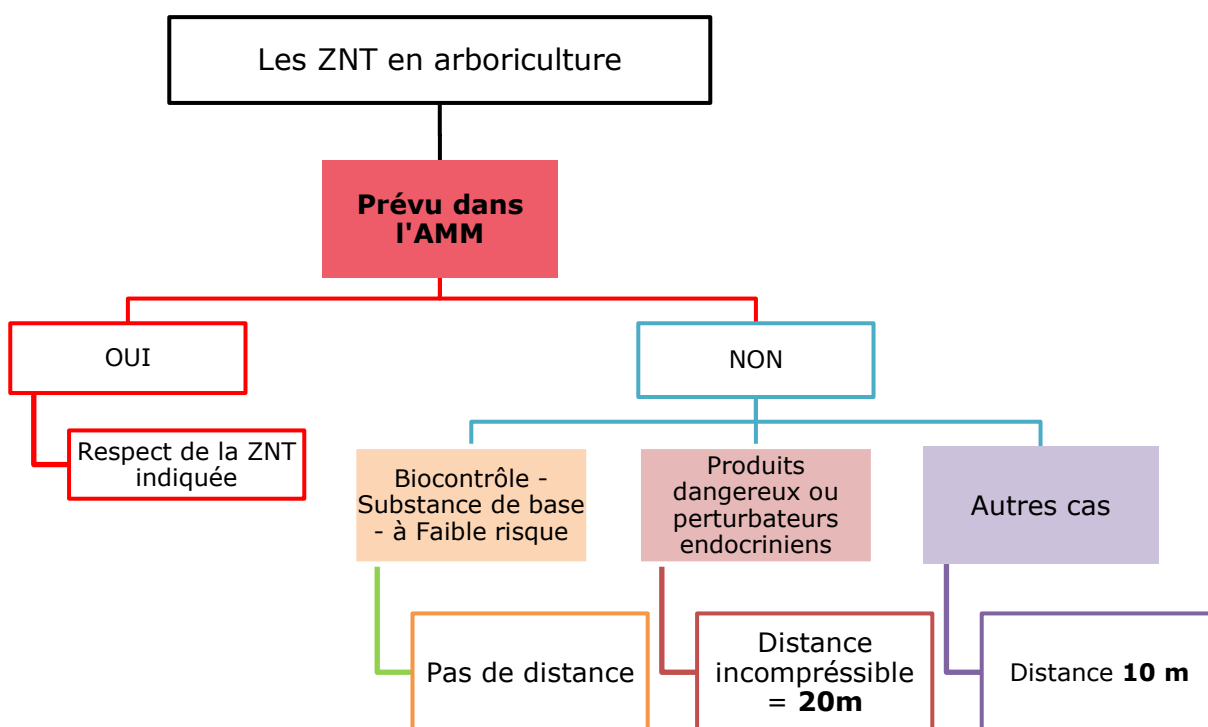 Les ZNT en arboriculture
Prévu dans
l'AMM
OUI
NON
Respect de la ZNT
indiquée
Biocontrôle -
Substance de base
- à Faible risque
Produits
dangereux ou
perturbateurs
endocriniens
Autres cas
Pas de distance
Distance
incompréssible
= 20m
Distance 10 m